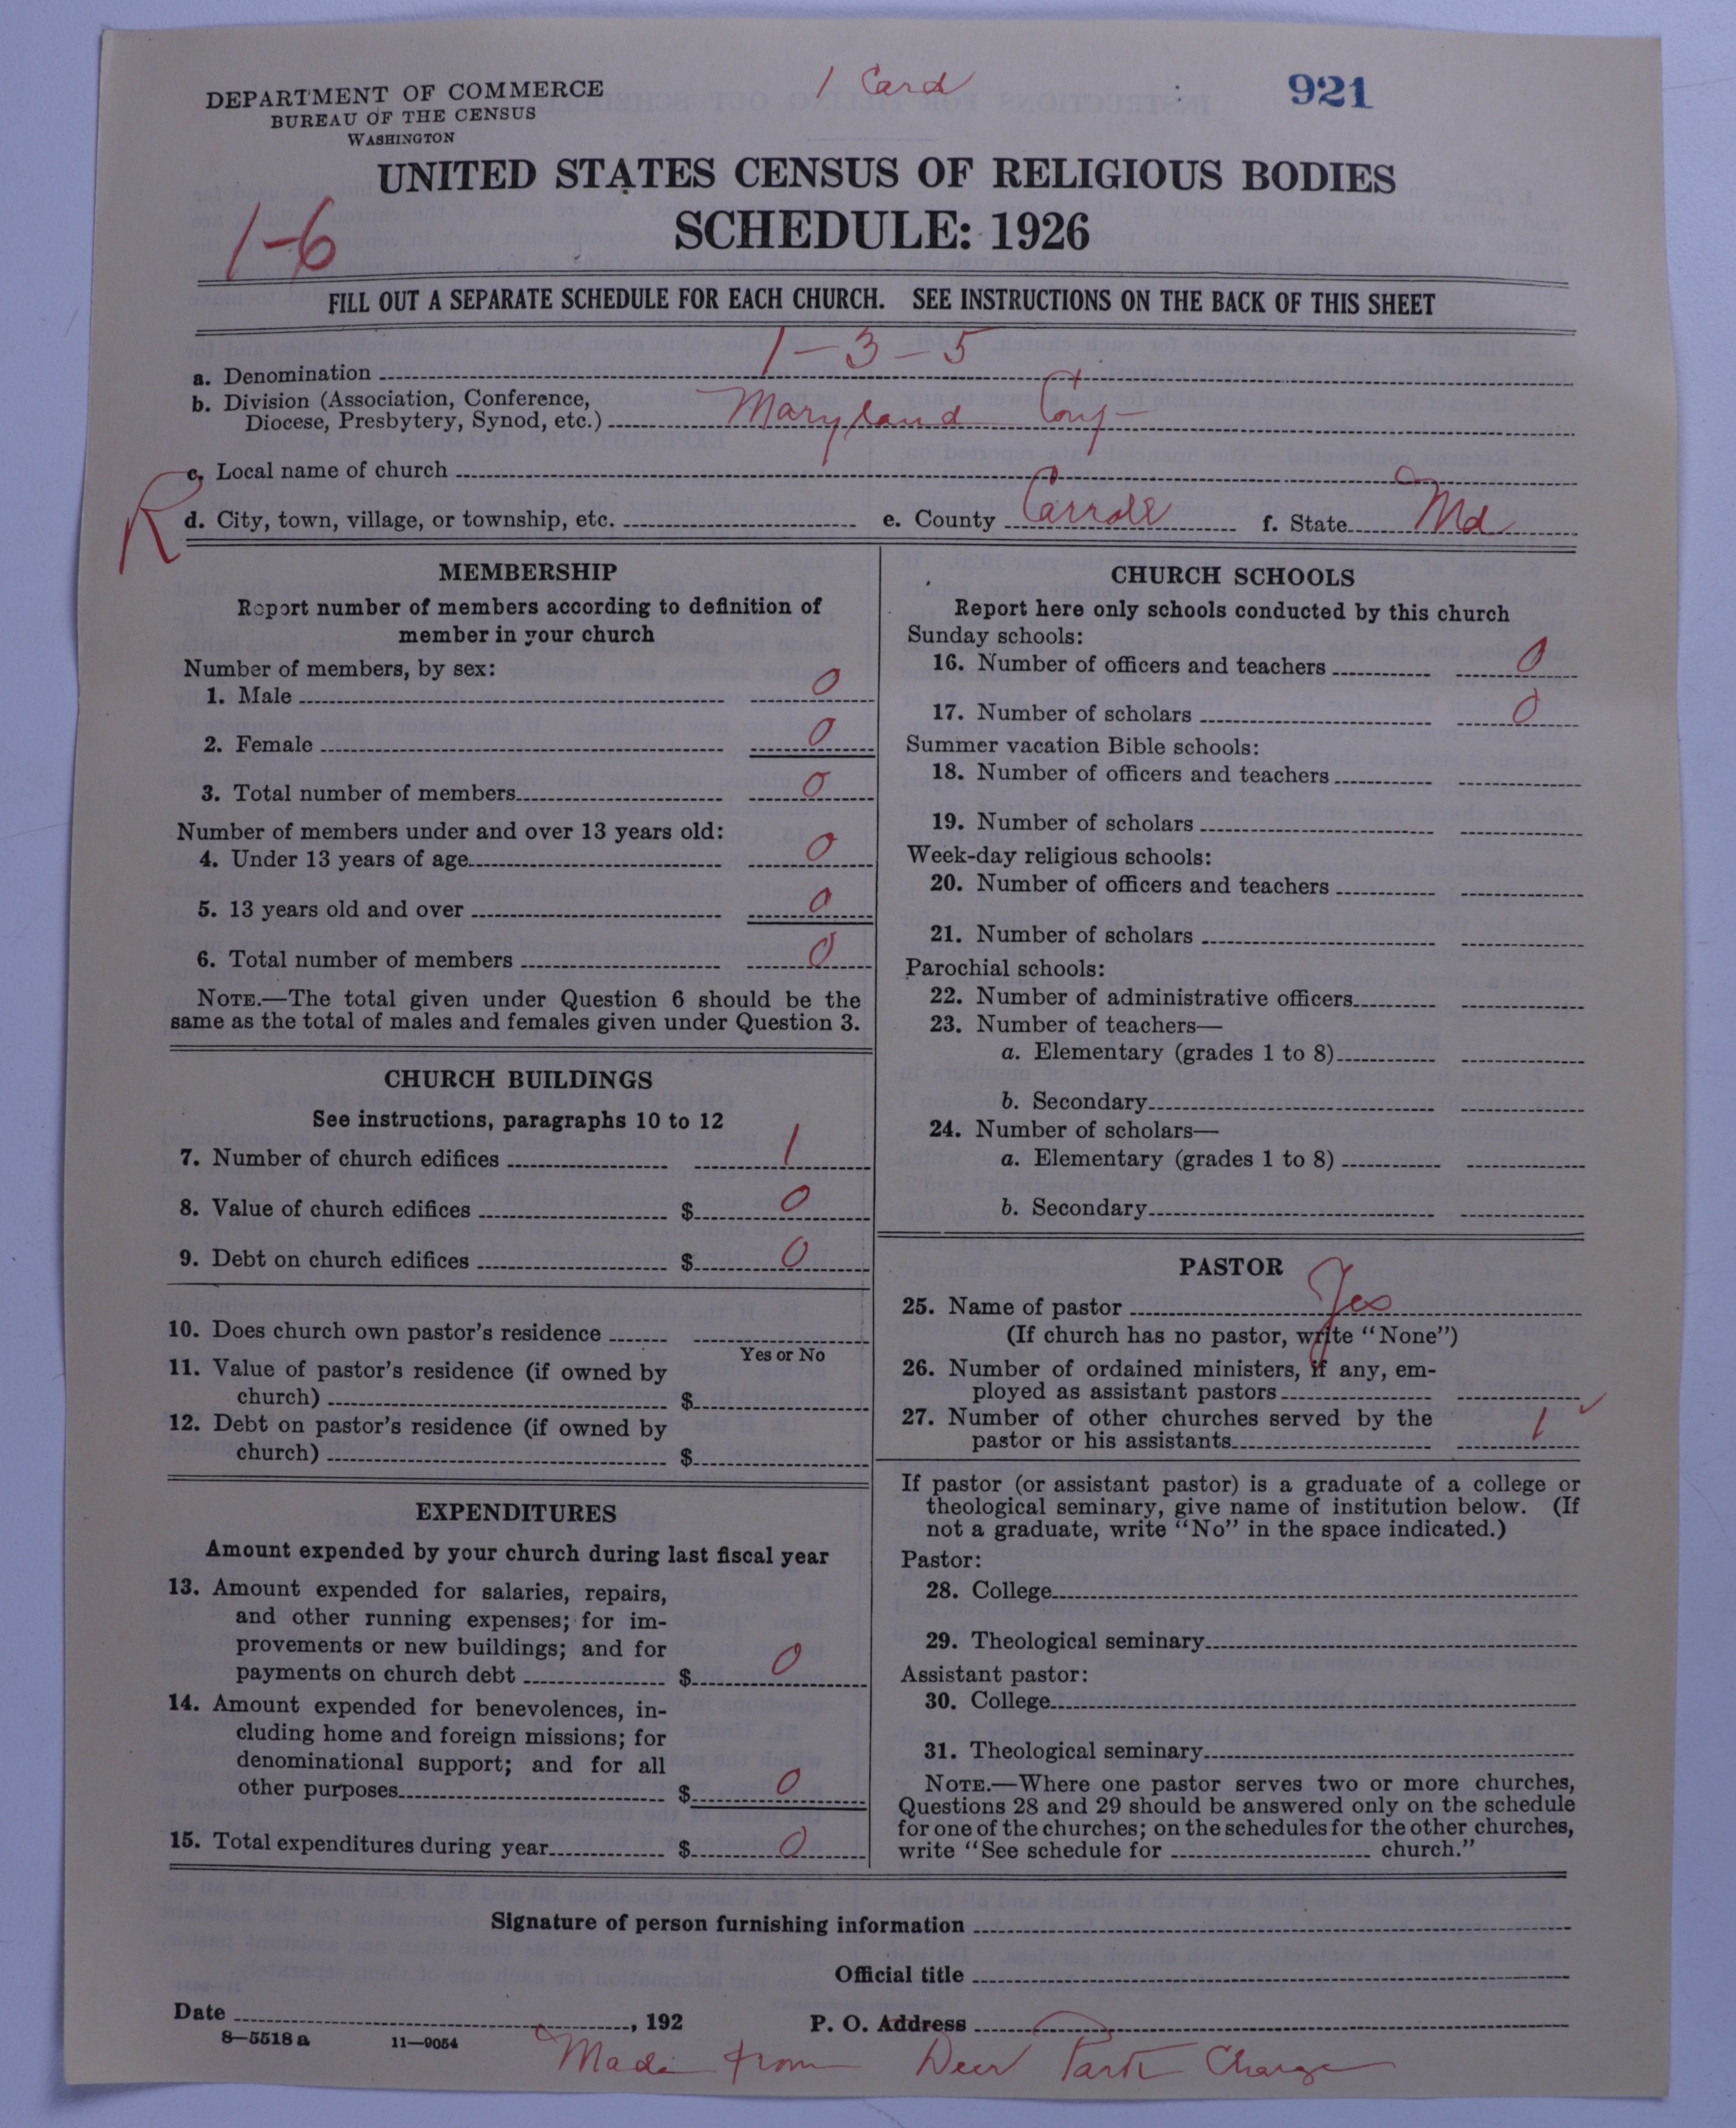 1 Card
921
DEPARTMENT OF COMMERCE
BUREAU OF THE CENSUS
WASHINGTON
UNITED STATES CENSUS OF RELIGIOUS BODIES
SCHEDULE: 1926
1-6
FILL OUT A SEPARATE SCHEDULE FOR EACH CHURCH. SEE INSTRUCTIONS ON THE BACK OF THIS SHEET
1-3-5
a. Denomination
b. Division (Association, Conference,
Diocese, Presbytery, Synod, etc.) Maryland
c. Local name of church
R
d. City, town, village, or township, etc. e. County Carroll f. State Md
MEMBERSHIP
Report number of members according to definition of
member in your church
Number of members, by sex:
1. Male 0
2. Female 0
3. Total number of members 0
Number of members under and over 13 years old:
4. Under 13 years of age 0
5. 13 years old and over 0
6. Total number of members 0
NOTE.—The total given under Question 6 should be the
same as the total of males and females given under Question 3.
CHURCH BUILDINGS
See instructions, paragraphs 10 to 12
7. Number of church edifices 1
8. Value of church edifices $ 0
9. Debt on church edifices $ 0
10. Does church own pastor's residence
Yes or No
11. Value of pastor's residence (if owned by
church) $
12. Debt on pastor's residence (if owned by
church) $
EXPENDITURES
Amount expended by your church during last fiscal year
13. Amount expended for salaries, repairs,
and other running expenses; for im-
provements or new buildings; and for
payments on church debt $ 0
14. Amount expended for benevolences, in-
cluding home and foreign missions; for
denominational support; and for all
other purposes $ 0
15. Total expenditures during year $ 0
CHURCH SCHOOLS
Report here only schools conducted by this church
Sunday schools:
16. Number of officers and teachers 0
17. Number of scholars 0
Summer vacation Bible schools:
18. Number of officers and teachers
19. Number of scholars
Week-day religious schools:
20. Number of officers and teachers
21. Number of scholars
Parochial schools:
22. Number of administrative officers
23. Number of teachers—
a. Elementary (grades 1 to 8)
b. Secondary
24. Number of scholars—
a. Elementary (grades 1 to 8)
b. Secondary
PASTOR
25. Name of pastor Yes
(If church has no pastor, write "None")
26. Number of ordained ministers, if any, em-
ployed as assistant pastors
27. Number of other churches served by the
pastor or his assistants 1
If pastor (or assistant pastor) is a graduate of a college or
theological seminary, give name of institution below. (If
not a graduate, write "No" in the space indicated.)
Pastor:
28. College
29. Theological seminary
Assistant pastor:
30. College
31. Theological seminary
NOTE.—Where one pastor serves two or more churches,
Questions 28 and 29 should be answered only on the schedule
for one of the churches; on the schedules for the other churches,
write "See schedule for church."
Signature of person furnishing information
Official title
Date , 192 P. O. Address
8—5518 a 11—9054
Made from Deer Park Charge